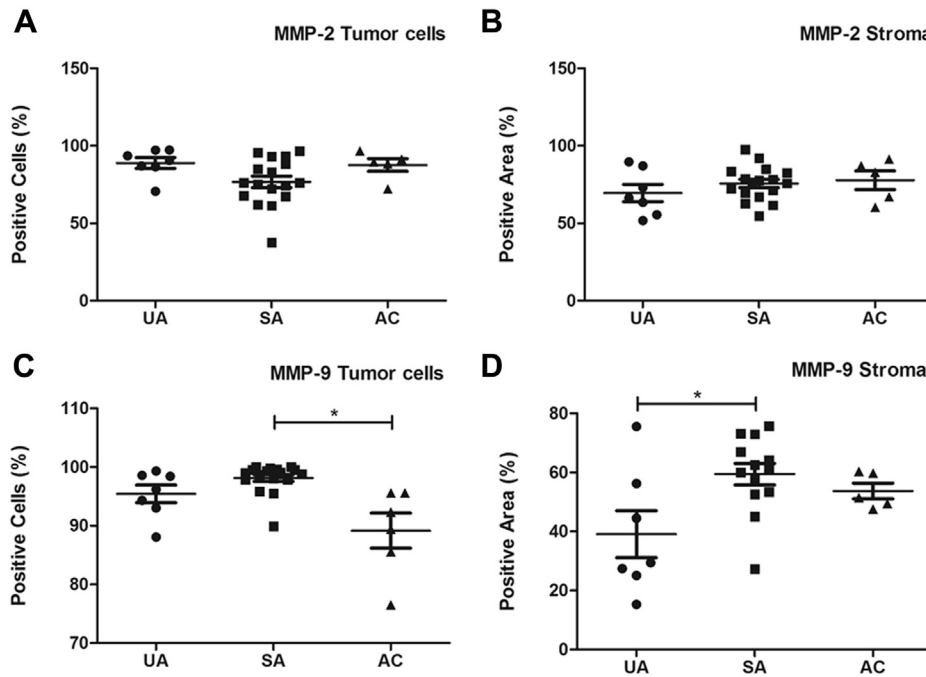 A
MMP-2 Tumor cells
Positive Cells (%)
150
100
50
0
UA SA AC
B
MMP-2 Stroma
Positive Area (%)
150
100
50
0
UA SA AC
C
MMP-9 Tumor cells
*
Positive Cells (%)
110
100
90
80
70
UA SA AC
D
MMP-9 Stroma
*
Positive Area (%)
80
60
40
20
0
UA SA AC